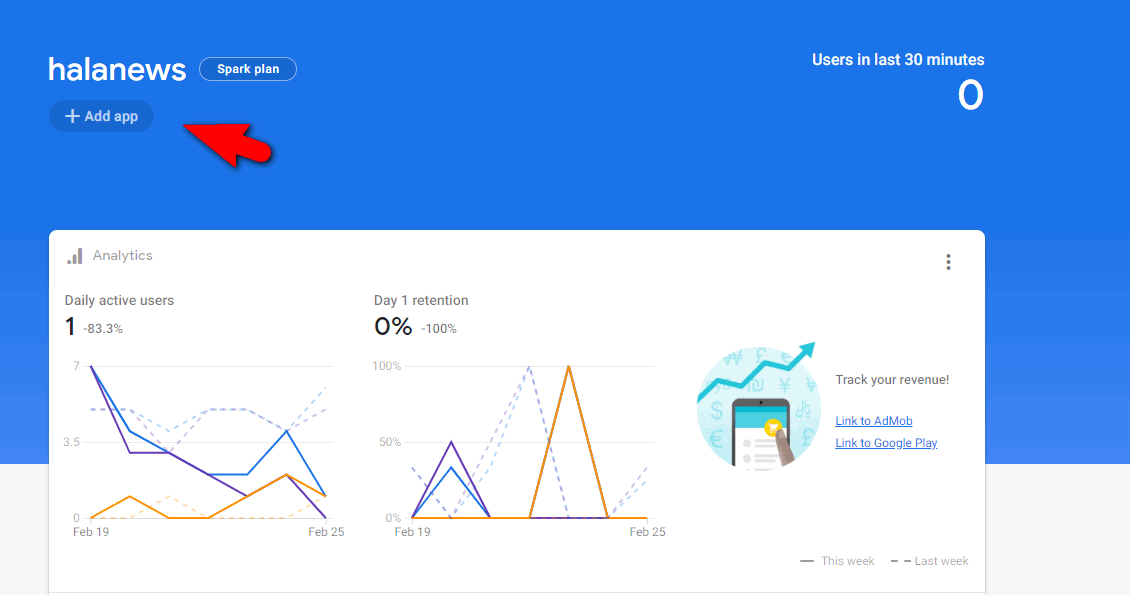 halanews
Spark plan
Users in last 30 minutes
0
+ Add app
Analytics
Daily active users
1 -83.3%
7
3.5
0
Feb 19
Feb 25
Day 1 retention
0% -100%
100%
50%
0%
Feb 19
Feb 25
Track your revenue!
Link to AdMob
Link to Google Play
This week
Last week